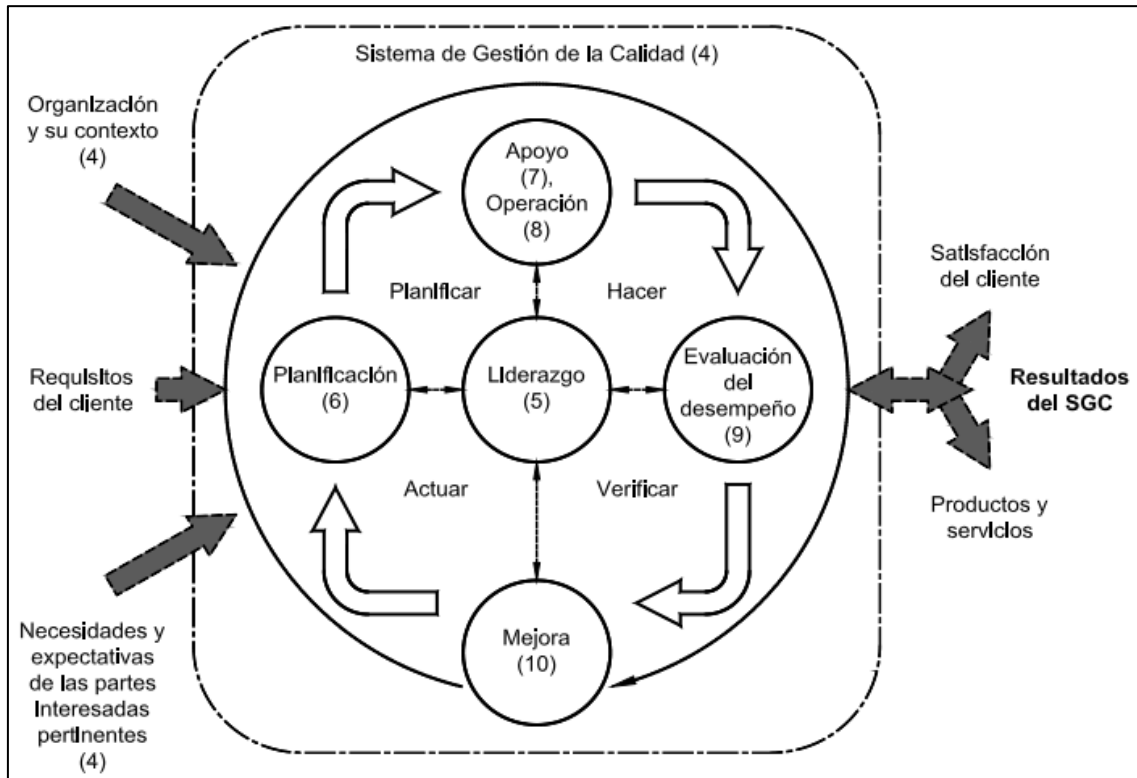 Sistema de Gestión de la Calidad (4)
Organización
y su contexto
(4)
Apoyo
(7),
Operación
(8)
Planificar
Hacer
Satisfacción
del cliente
Requisitos
del cliente
Planificación
(6)
Liderazgo
(5)
Evaluación
del
desempeño
(9)
Resultados
del SGC
Actuar
Verificar
Productos y
servicios
Necesidades y
expectativas
de las partes
interesadas
pertinentes
(4)
Mejora
(10)